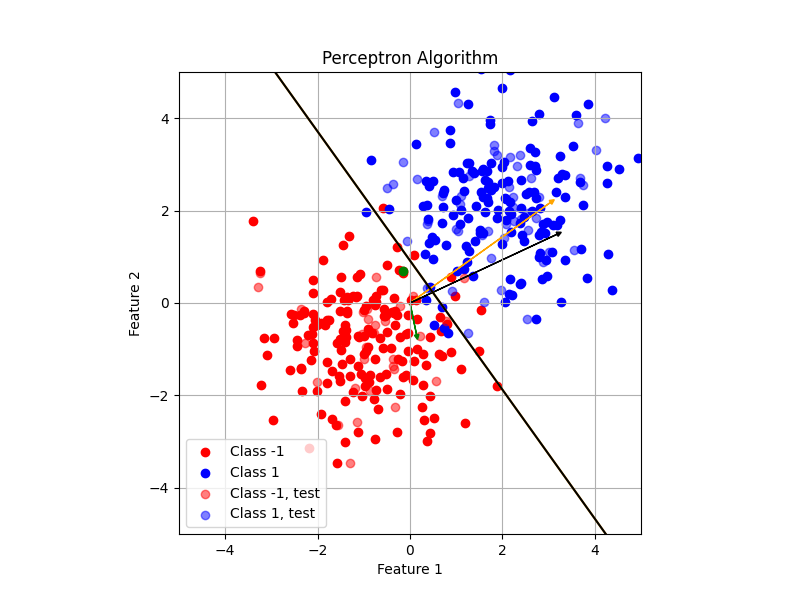 Perceptron Algorithm
Feature 2
4
2
0
−2
−4
Class -1
Class 1
Class -1, test
Class 1, test
−4 −2 0 2 4
Feature 1